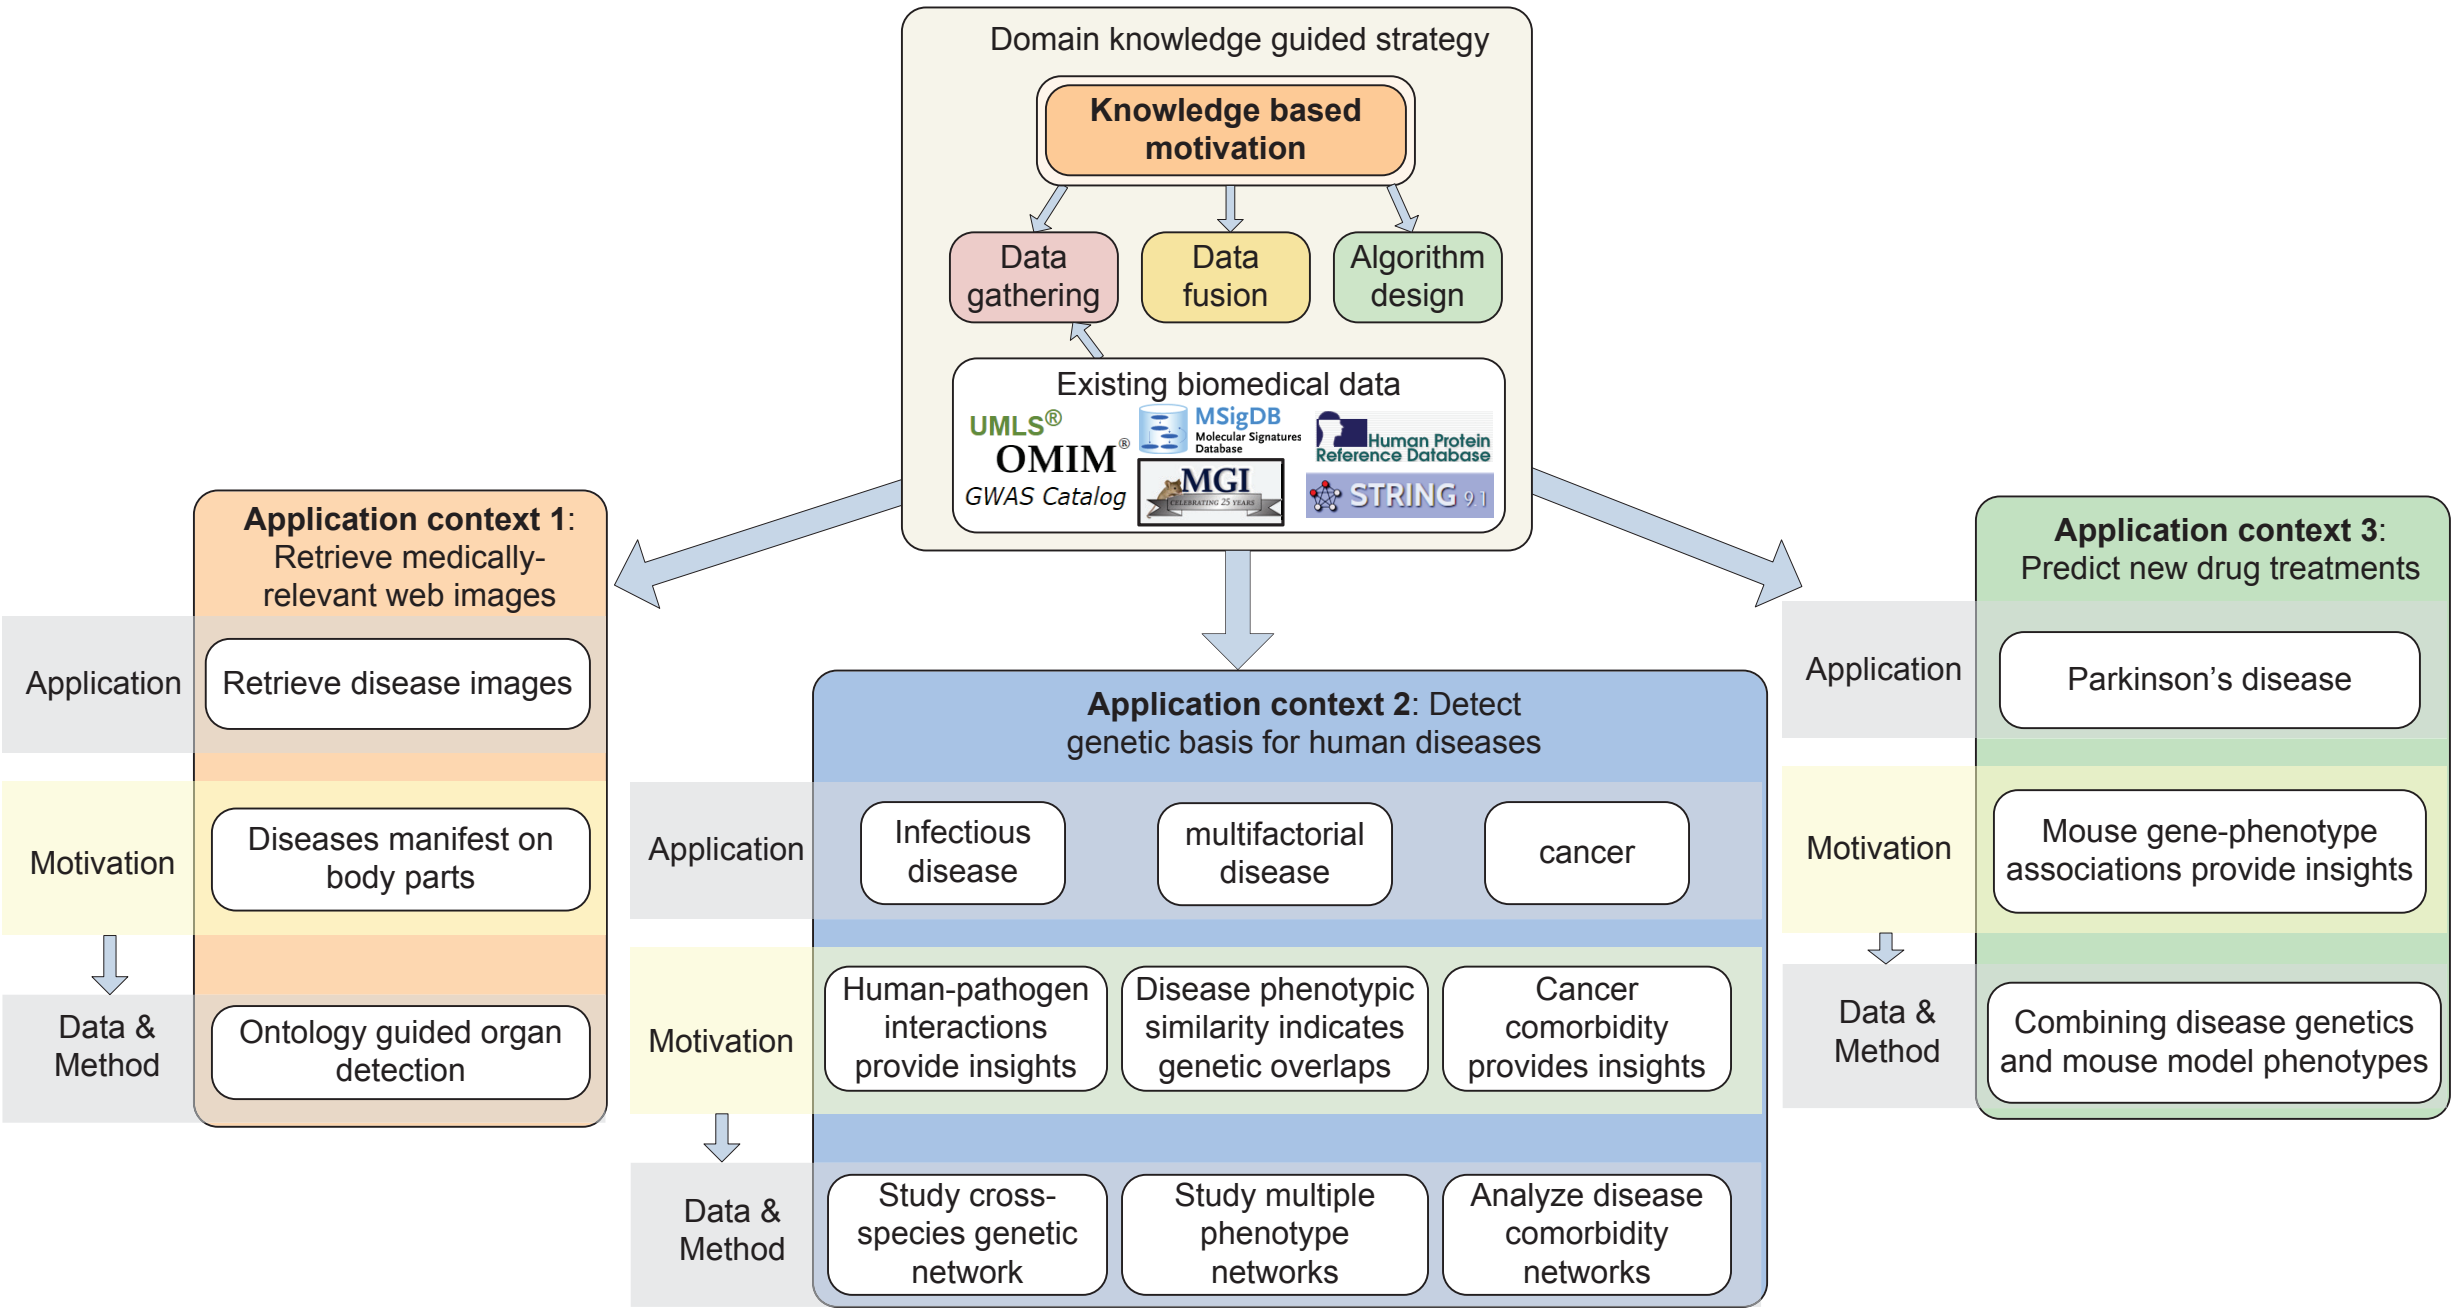 Domain knowledge guided strategy
Knowledge based
motivation
Data
gathering
Data
fusion
Algorithm
design
Existing biomedical data
UMLS®
OMIM®
GWAS Catalog
MSigDB
Molecular Signatures
Database
MGI
CELEBRATING 25 YEARS
Human Protein
Reference Database
STRING 9.1
Application context 1:
Retrieve medically-
relevant web images
Application
Retrieve disease images
Motivation
Diseases manifest on
body parts
Data &
Method
Ontology guided organ
detection
Application context 2: Detect
genetic basis for human diseases
Application
Infectious
disease
multifactorial
disease
cancer
Motivation
Human-pathogen
interactions
provide insights
Disease phenotypic
similarity indicates
genetic overlaps
Cancer
comorbidity
provides insights
Data &
Method
Study cross-
species genetic
network
Study multiple
phenotype
networks
Analyze disease
comorbidity
networks
Application context 3:
Predict new drug treatments
Application
Parkinson's disease
Motivation
Mouse gene-phenotype
associations provide insights
Data &
Method
Combining disease genetics
and mouse model phenotypes